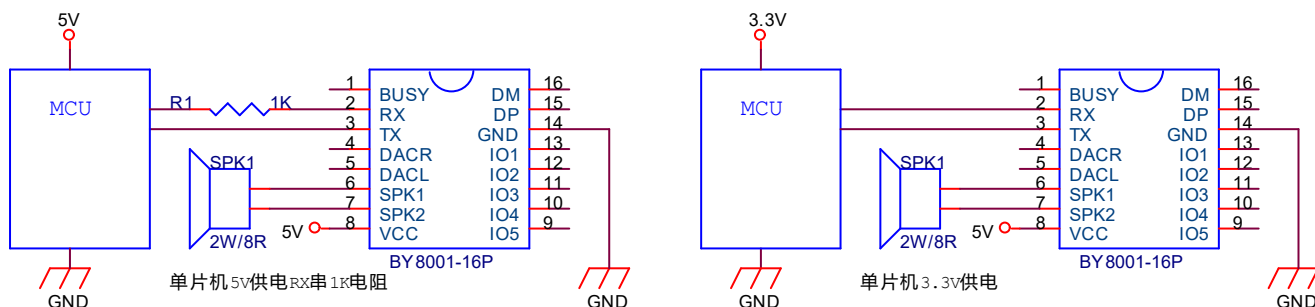 5V
MCU
R1 1K
1 BUSY DM 16
2 RX DP 15
3 TX GND 14
4 DACR IO1 13
5 DACL IO2 12
6 SPK1 IO3 11
7 SPK2 IO4 10
8 VCC IO5 9
SPK1
2W/8R
5V
BY8001-16P
单片机5V供电RX串1K电阻
GND
GND
3.3V
MCU
1 BUSY DM 16
2 RX DP 15
3 TX GND 14
4 DACR IO1 13
5 DACL IO2 12
6 SPK1 IO3 11
7 SPK2 IO4 10
8 VCC IO5 9
SPK1
2W/8R
5V
BY8001-16P
单片机3.3V供电
GND
GND